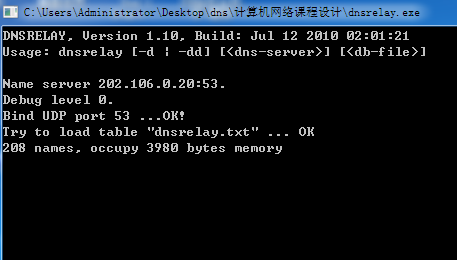 C:\Users\Administrator\Desktop\dns\计算机网络课程设计\dnsrelay.exe
DNSRELAY, Version 1.10, Build: Jul 12 2010 02:01:21
Usage: dnsrelay [-d | -dd] [<dns-server>] [<db-file>]
Name server 202.106.0.20:53.
Debug level 0.
Bind UDP port 53 ...OK!
Try to load table "dnsrelay.txt" ... OK
208 names, occupy 3980 bytes memory